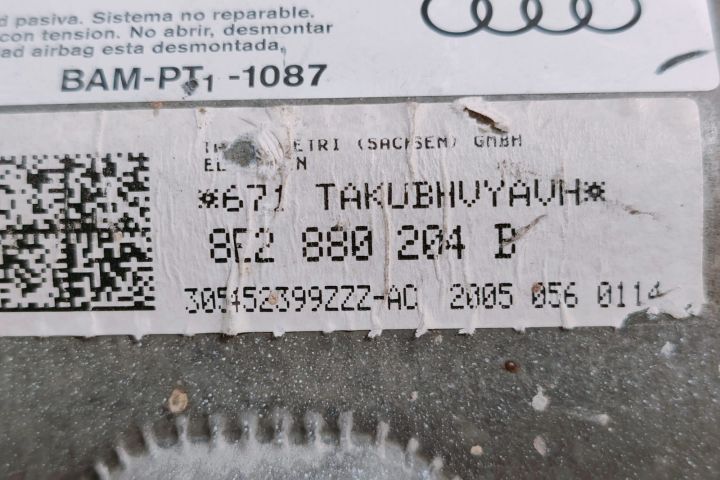 d pasiva. Sistema no reparable,
con tension. No abrir, desmontar
ad airbag esta desmontada.
BAM-PT1 -1087
ETRI (SACHSEN) GMBH
*671 TAKUBHVYAVH*
8E2 880 204 B
305452399ZZZ-AC 2005 056 0114